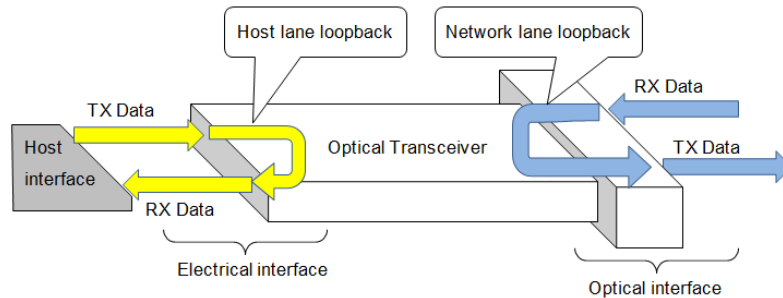 Host lane loopback
Network lane loopback
TX Data
RX Data
Host
interface
Optical Transceiver
TX Data
RX Data
Electrical interface
Optical interface